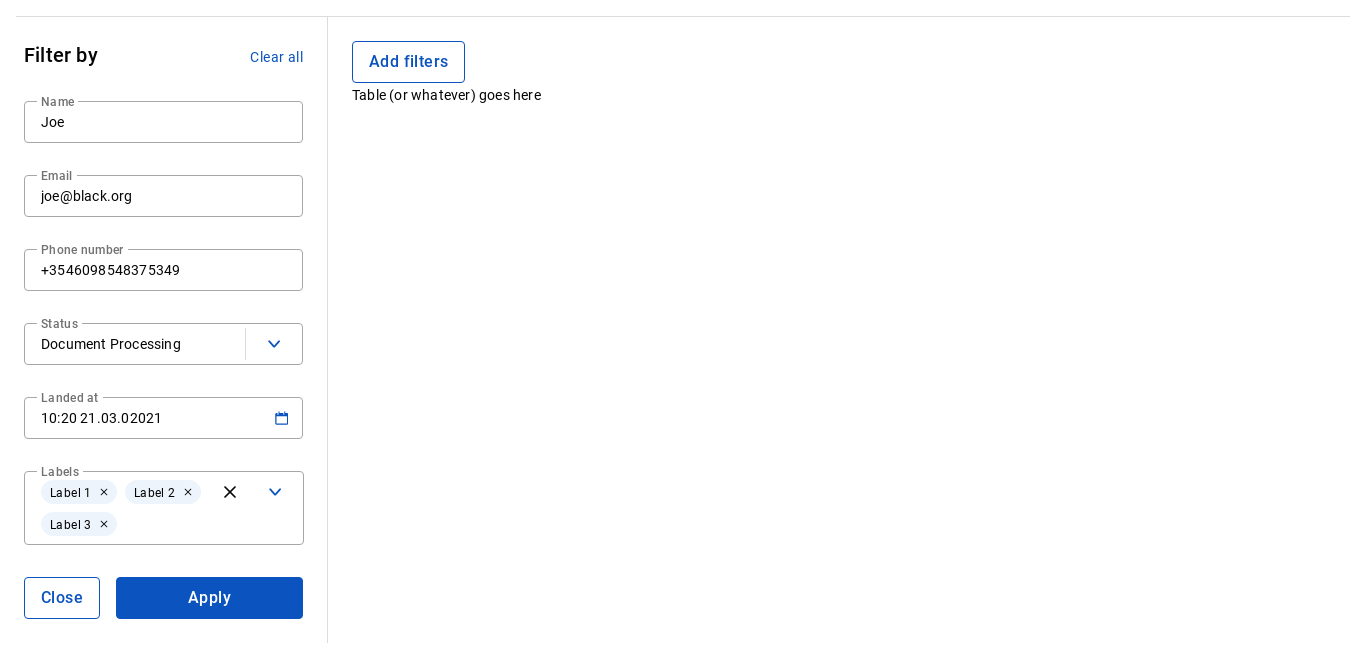 Filter by
Clear all
Name
Joe
Email
joe@black.org
Phone number
+3546098548375349
Status
Document Processing
Landed at
10:20 21.03.02021
Labels
Label 1
Label 2
Label 3
Close
Apply
Add filters
Table (or whatever) goes here